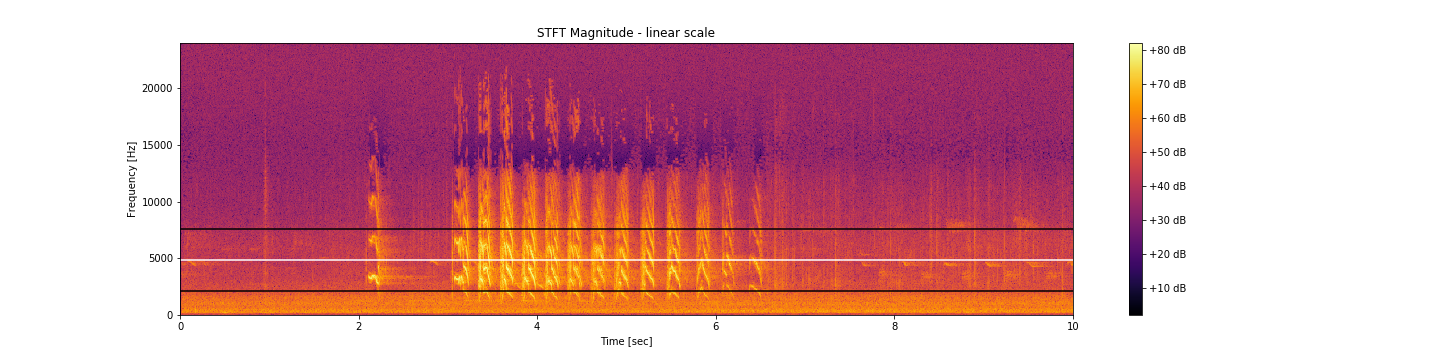 STFT Magnitude - linear scale
Frequency [Hz]
20000
15000
10000
5000
0
0 2 4 6 8 10
Time [sec]
+80 dB
+70 dB
+60 dB
+50 dB
+40 dB
+30 dB
+20 dB
+10 dB